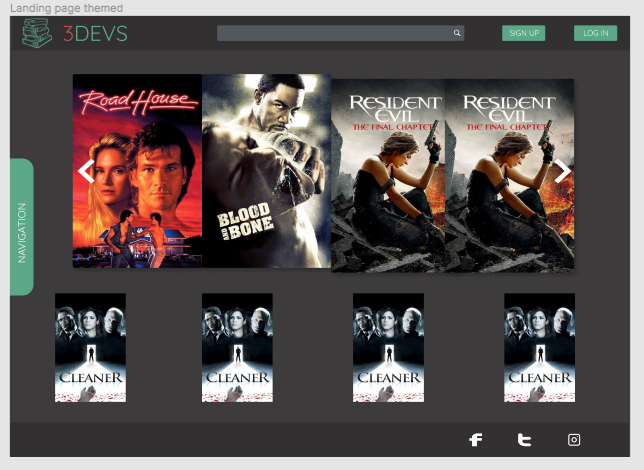 Landing page themed
3DEVS
SIGN UP
LOG IN
Road House
BLOOD
AND
BONE
RESIDENT
EVIL
THE FINAL CHAPTER
RESIDENT
EVIL
THE FINAL CHAPTER
NAVIGATION
CLEANER
CLEANER
CLEANER
CLEANER